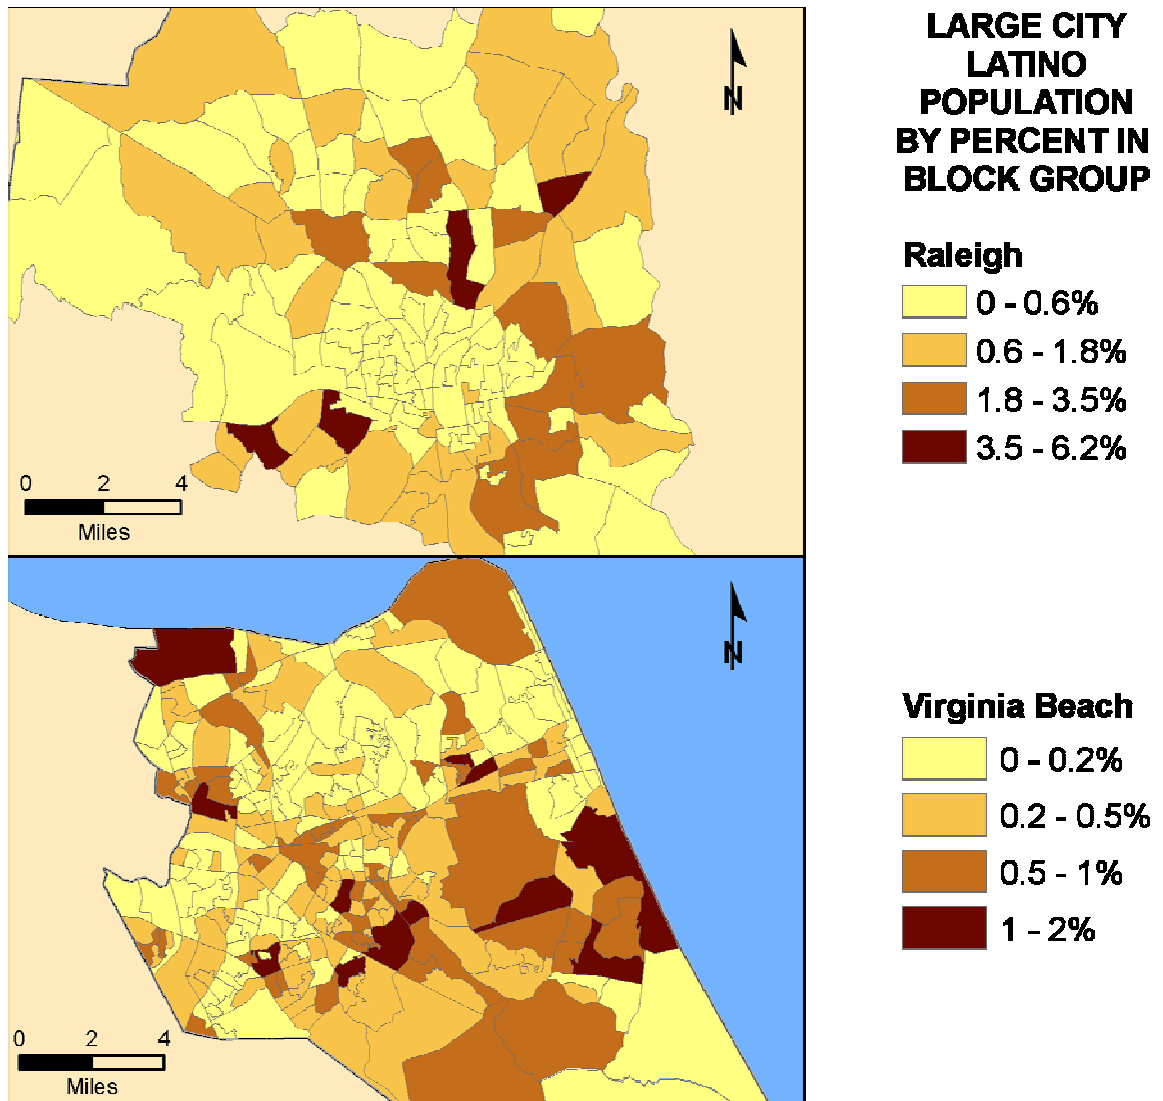 LARGE CITY
LATINO
POPULATION
BY PERCENT IN
BLOCK GROUP
N
Raleigh
0 - 0.6%
0.6 - 1.8%
1.8 - 3.5%
3.5 - 6.2%
0 2 4
Miles
N
Virginia Beach
0 - 0.2%
0.2 - 0.5%
0.5 - 1%
1 - 2%
0 2 4
Miles